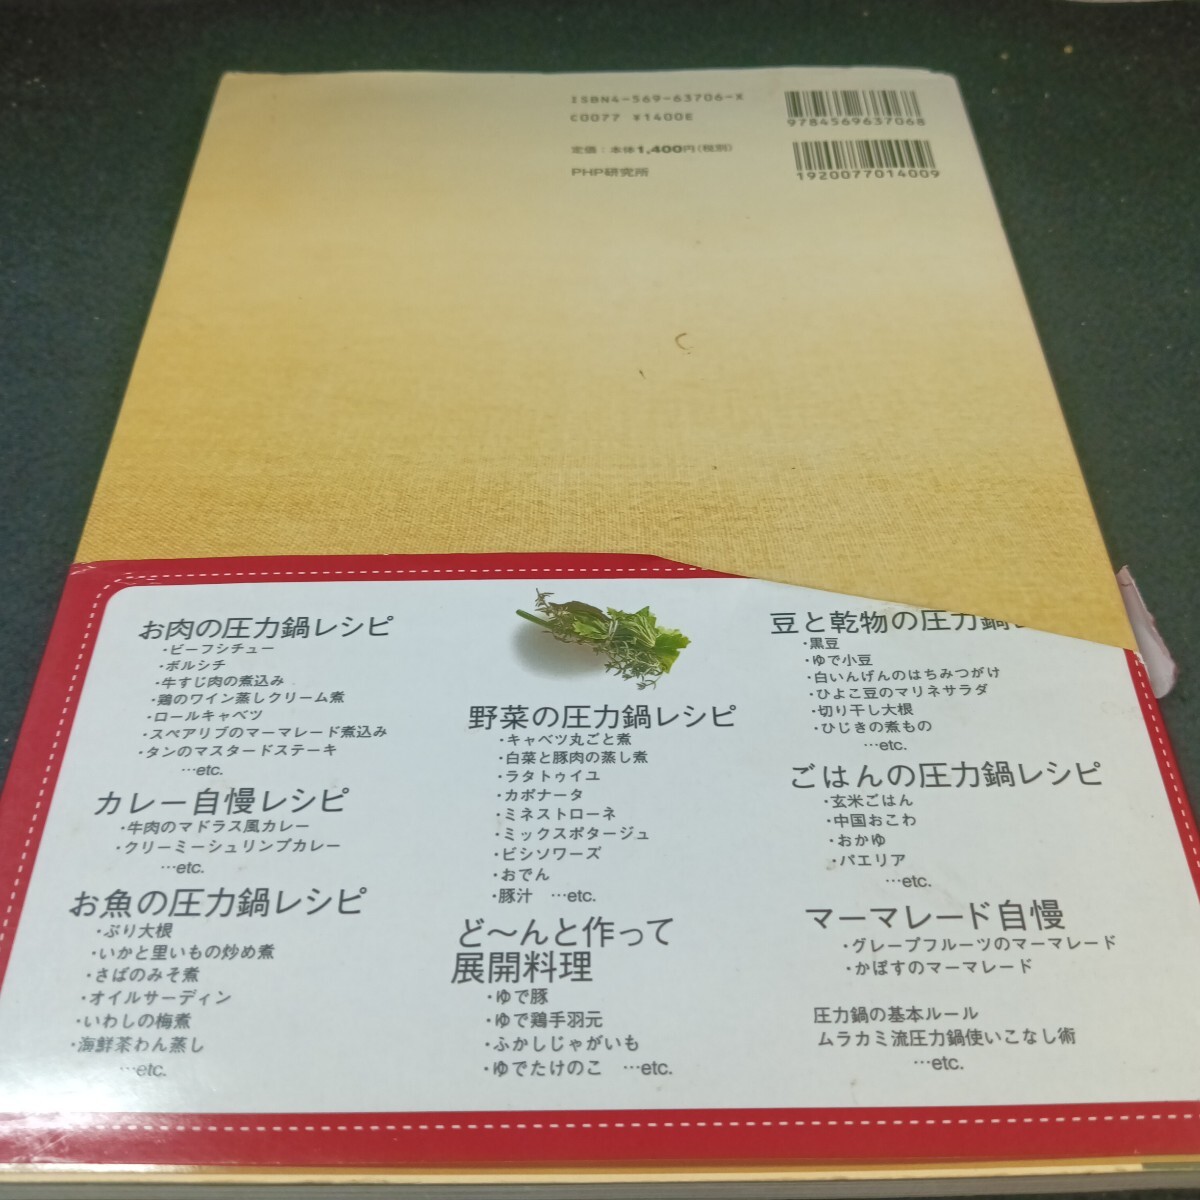 ISBN4-569-63706-X
C0077 ¥1400E
定価:本体1,400円(税別)
PHP研究所
9784569637068
1920077014009
お肉の圧力鍋レシピ
・ビーフシチュー
・ボルシチ
・牛すじ肉の煮込み
・鶏のワイン蒸しクリーム煮
・ロールキャベツ
・スペアリブのマーマレード煮込み
・タンのマスタードステーキ
…etc.
カレー自慢レシピ
・牛肉のマドラス風カレー
・クリーミーシュリンプカレー
…etc.
お魚の圧力鍋レシピ
・ぶり大根
・いかと里いもの炒め煮
・さばのみそ煮
・オイルサーディン
・いわしの梅煮
・海鮮茶わん蒸し
…etc.
野菜の圧力鍋レシピ
・キャベツ丸ごと煮
・白菜と豚肉の蒸し煮
・ラタトゥイユ
・カポナータ
・ミネストローネ
・ミックスポタージュ
・ビシソワーズ
・おでん
・豚汁 …etc.
ど〜んと作って
展開料理
・ゆで豚
・ゆで鶏手羽元
・ふかしじゃがいも
・ゆでたけのこ …etc.
豆と乾物の圧力鍋
・黒豆
・ゆで小豆
・白いんげんのはちみつがけ
・ひよこ豆のマリネサラダ
・切り干し大根
・ひじきの煮もの
…etc.
ごはんの圧力鍋レシピ
・玄米ごはん
・中国おこわ
・おかゆ
・パエリア
…etc.
マーマレード自慢
・グレープフルーツのマーマレード
・かぼすのマーマレード
圧力鍋の基本ルール
ムラカミ流圧力鍋使いこなし術
…etc.